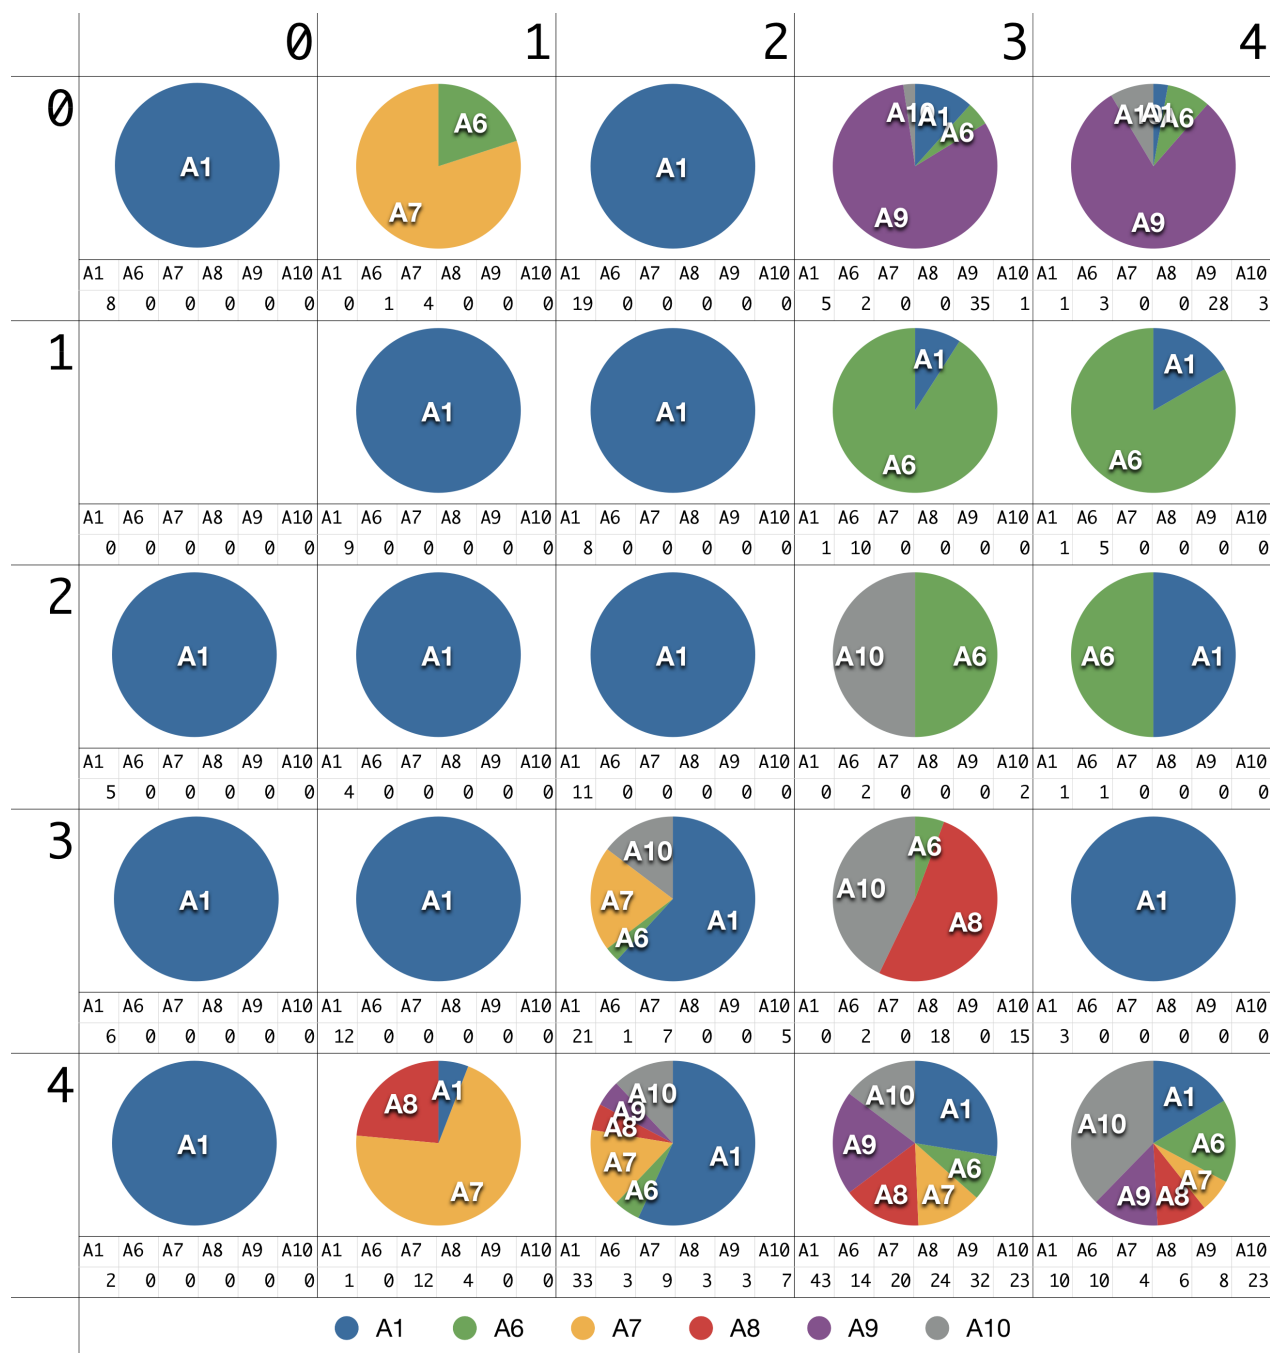 0 1 2 3 4
0
A1 A6 A7 A1 A10 A1 A6 A9 A10 A1 A6 A9
A1 A6 A7 A8 A9 A10 A1 A6 A7 A8 A9 A10 A1 A6 A7 A8 A9 A10 A1 A6 A7 A8 A9 A10 A1 A6 A7 A8 A9 A10
8 0 0 0 0 0 0 1 4 0 0 0 19 0 0 0 0 0 5 2 0 0 35 1 1 3 0 0 28 3
1
A1 A1 A1 A6 A1 A6
A1 A6 A7 A8 A9 A10 A1 A6 A7 A8 A9 A10 A1 A6 A7 A8 A9 A10 A1 A6 A7 A8 A9 A10 A1 A6 A7 A8 A9 A10
0 0 0 0 0 0 9 0 0 0 0 0 8 0 0 0 0 0 1 10 0 0 0 0 1 5 0 0 0 0
2
A1 A1 A1 A10 A6 A6 A1
A1 A6 A7 A8 A9 A10 A1 A6 A7 A8 A9 A10 A1 A6 A7 A8 A9 A10 A1 A6 A7 A8 A9 A10 A1 A6 A7 A8 A9 A10
5 0 0 0 0 0 4 0 0 0 0 0 11 0 0 0 0 0 0 2 0 0 0 2 1 1 0 0 0 0
3
A1 A1 A10 A7 A6 A1 A6 A10 A8 A1
A1 A6 A7 A8 A9 A10 A1 A6 A7 A8 A9 A10 A1 A6 A7 A8 A9 A10 A1 A6 A7 A8 A9 A10 A1 A6 A7 A8 A9 A10
6 0 0 0 0 0 12 0 0 0 0 0 21 1 7 0 0 5 0 2 0 18 0 15 3 0 0 0 0 0
4
A1 A1 A8 A7 A10 A9 A8 A7 A6 A1 A10 A1 A9 A6 A8 A7 A1 A10 A6 A7 A9 A8
A1 A6 A7 A8 A9 A10 A1 A6 A7 A8 A9 A10 A1 A6 A7 A8 A9 A10 A1 A6 A7 A8 A9 A10 A1 A6 A7 A8 A9 A10
2 0 0 0 0 0 1 0 12 4 0 0 33 3 9 3 3 7 43 14 20 24 32 23 10 10 4 6 8 23
A1 A6 A7 A8 A9 A10